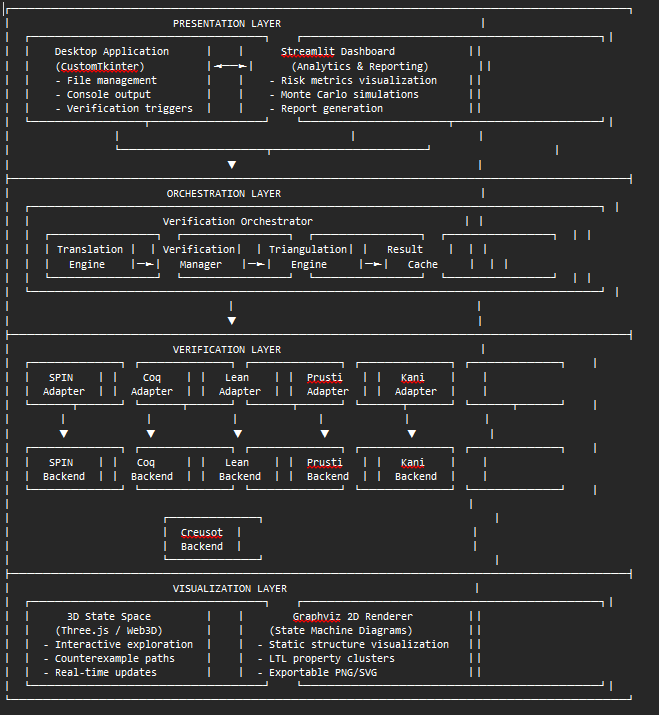 PRESENTATION LAYER
Desktop Application Streamlit Dashboard
(CustomTkinter) (Analytics & Reporting)
- File management - Risk metrics visualization
- Console output - Monte Carlo simulations
- Verification triggers - Report generation
ORCHESTRATION LAYER
Verification Orchestrator
Translation Verification Triangulation Result
Engine Manager Engine Cache
VERIFICATION LAYER
SPIN Coq Lean Prusti Kani
Adapter Adapter Adapter Adapter Adapter
SPIN Coq Lean Prusti Kani
Backend Backend Backend Backend Backend
Creusot
Backend
VISUALIZATION LAYER
3D State Space Graphviz 2D Renderer
(Three.js / Web3D) (State Machine Diagrams)
- Interactive exploration - Static structure visualization
- Counterexample paths - LTL property clusters
- Real-time updates - Exportable PNG/SVG